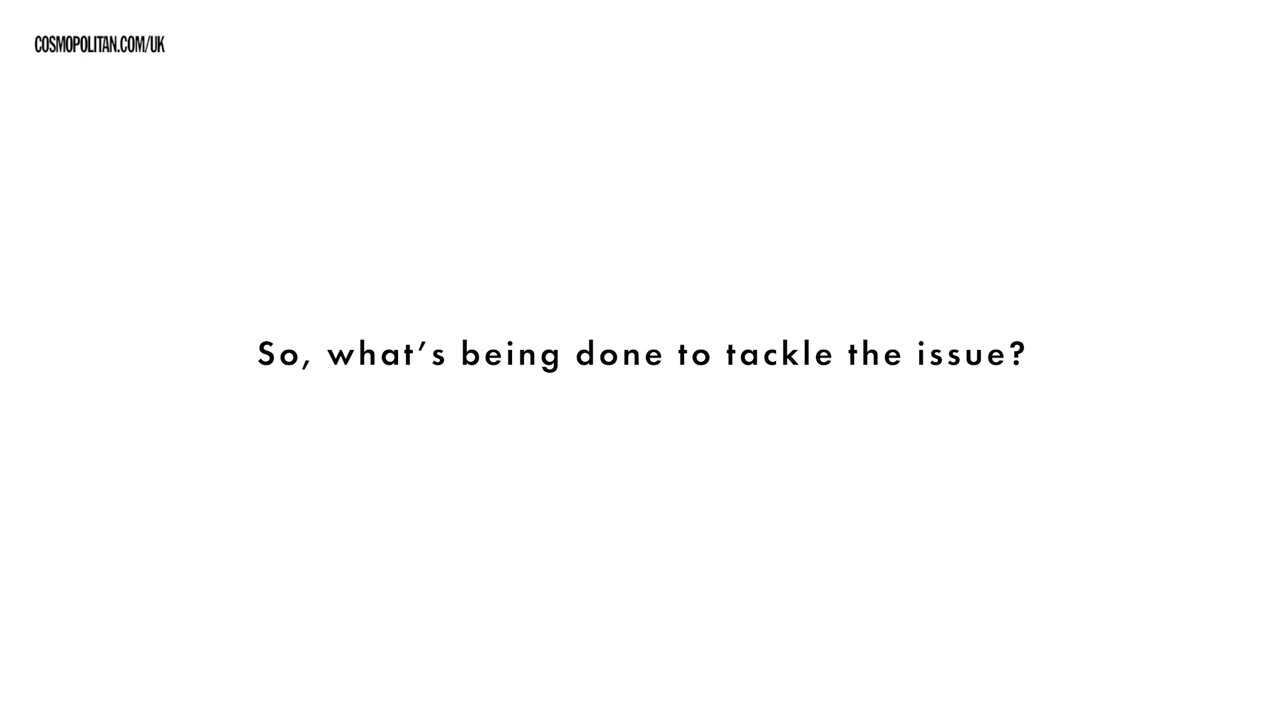 COSMOPOLITAN.COM/UK
So, what’s being done to tackle the issue?